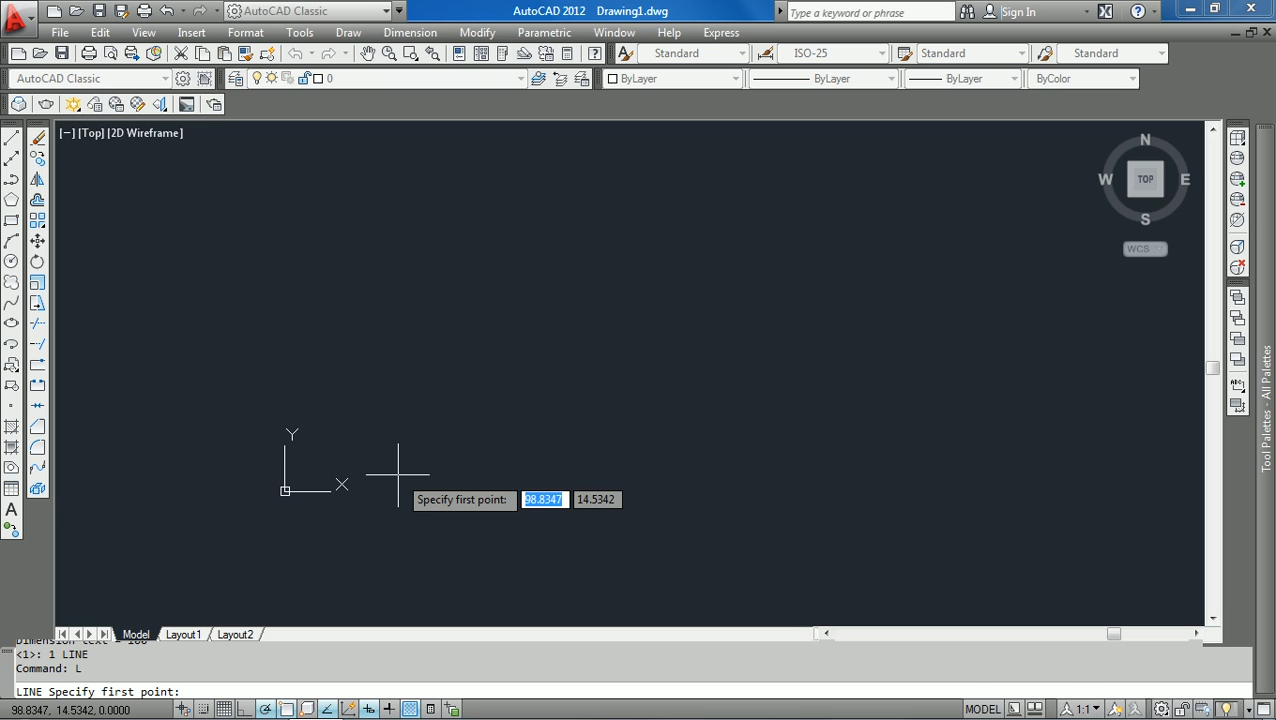 AutoCAD Classic AutoCAD 2012 Drawing1.dwg Type a keyword or phrase Sign In
File Edit View Insert Format Tools Draw Dimension Modify Parametric Window Help Express
Standard ISO-25 Standard Standard
AutoCAD Classic 0 ByLayer ByLayer ByLayer ByColor
[−] [Top] [2D Wireframe]
N
W TOP E
S
WCS
Y
X
Specify first point: 98.8347 14.5342
Tool Palettes - All Palettes
A
Model Layout1 Layout2
<1>: 1 LINE
Command: L
LINE Specify first point:
98.8347, 14.5342, 0.0000 MODEL 1:1